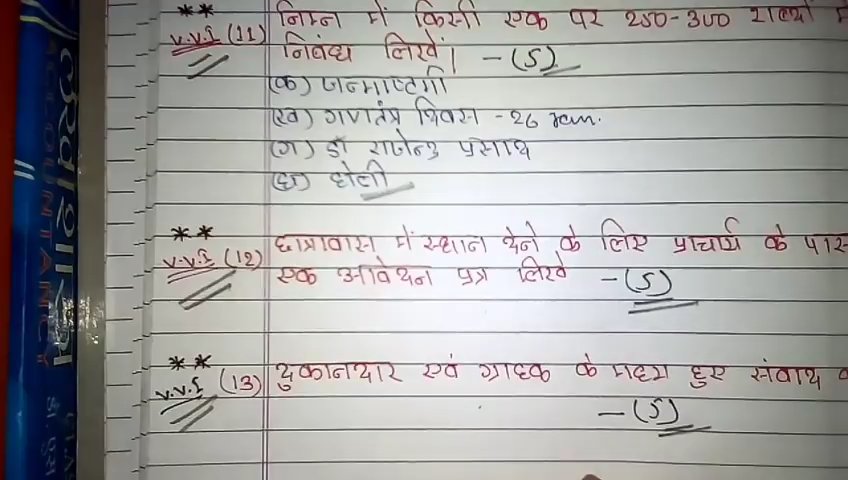 ** निम्न में किसी एक पर 250-300 शब्दों
V.V.I (11) निबंध लिखें। - (5)
(क) जन्माष्टमी
(ख) गणतंत्र दिवस - 26 Jan.
(ग) डॉ राजेन्द्र प्रसाद
(घ) होली
** छात्रावास में स्थान देने के लिए प्राचार्य के पास
V.V.I (12) एक आवेदन पत्र लिखें - (5)
**
V.V.I (13) दुकानदार एवं ग्राहक के मध्य हुए संवाद
- (5)
ACCOUNTANCY